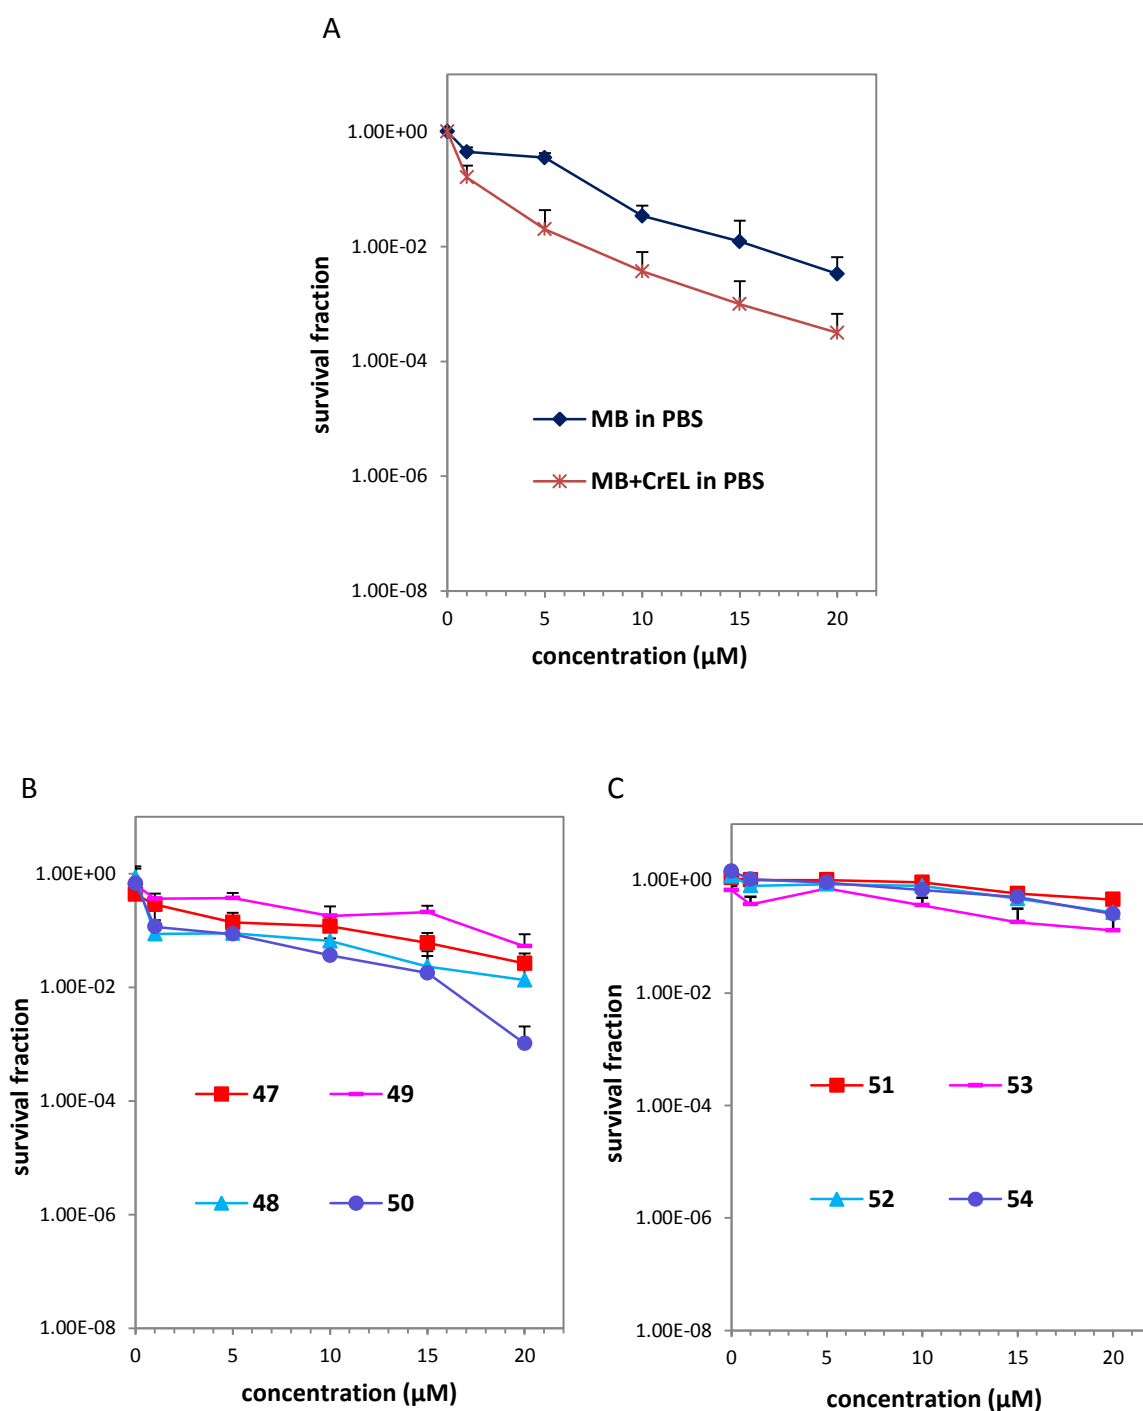 A
1.00E+00
1.00E-02
1.00E-04
1.00E-06
1.00E-08
survival fraction
MB in PBS
MB+CrEL in PBS
0 5 10 15 20
concentration (µM)
B
1.00E+00
1.00E-02
1.00E-04
1.00E-06
1.00E-08
survival fraction
47 49
48 50
0 5 10 15 20
concentration (µM)
C
1.00E+00
1.00E-02
1.00E-04
1.00E-06
1.00E-08
survival fraction
51 53
52 54
0 5 10 15 20
concentration (µM)